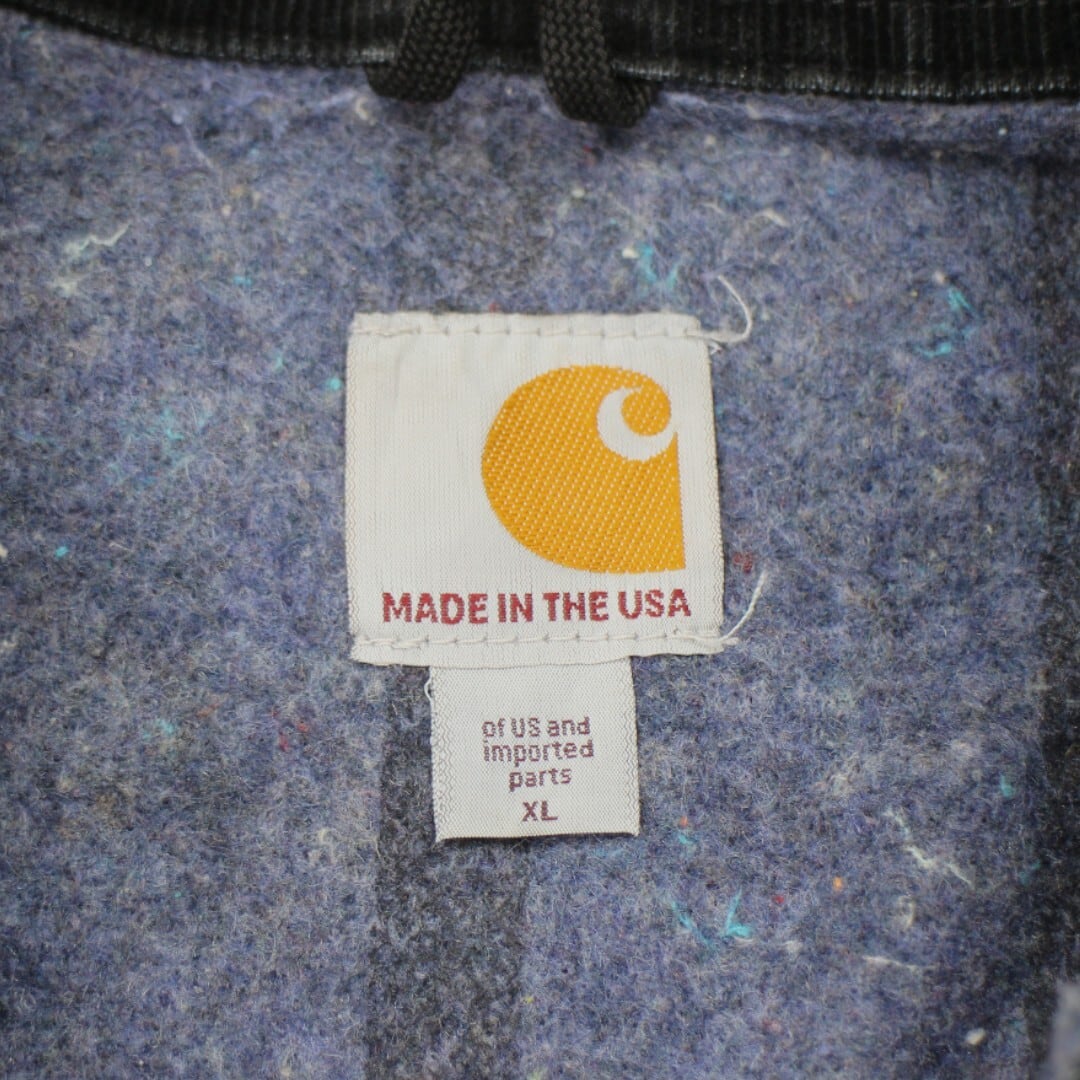 MADE IN THE USA
of US and
imported
parts
XL